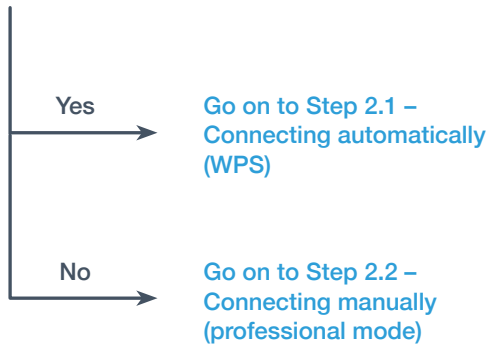 Yes
Go on to Step 2.1 –
Connecting automatically
(WPS)
No
Go on to Step 2.2 –
Connecting manually
(professional mode)